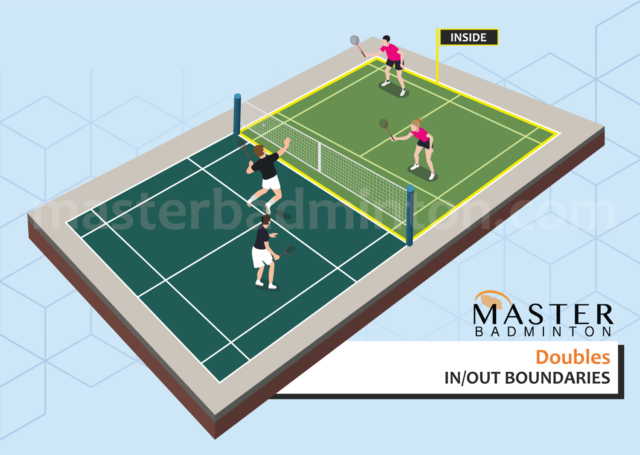 INSIDE
masterbadminton.com
MASTER
BADMINTON
Doubles
IN/OUT BOUNDARIES